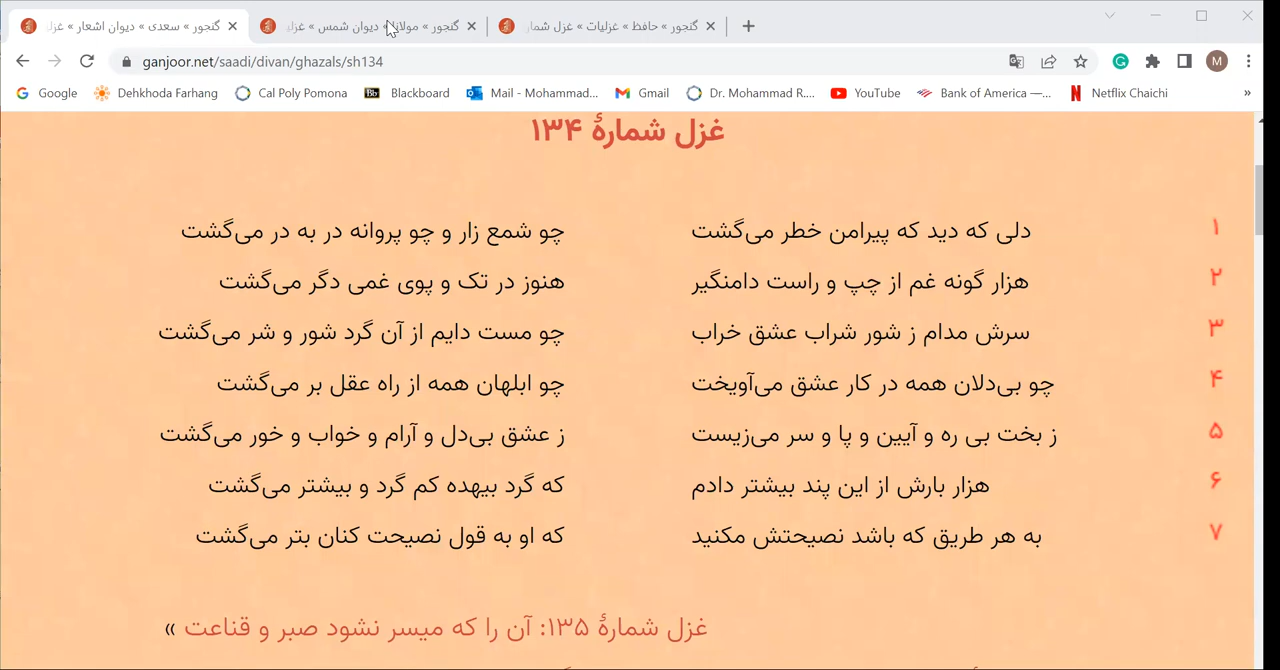 گنجور » سعدی » دیوان اشعار » غزل
گنجور » مولانا » دیوان شمس » غزلی
گنجور » حافظ » غزلیات » غزل شمار
ganjoor.net/saadi/divan/ghazals/sh134
M
Google Dehkhoda Farhang Cal Poly Pomona Bb Blackboard Mail - Mohammad... Gmail Dr. Mohammad R.... YouTube Bank of America —... Netflix Chaichi »
غزل شمارهٔ ۱۳۴
۱ دلی که دید که پیرامن خطر می‌گشت چو شمع زار و چو پروانه در به در می‌گشت
۲ هزار گونه غم از چپ و راست دامنگیر هنوز در تک و پوی غمی دگر می‌گشت
۳ سرش مدام ز شور شراب عشق خراب چو مست دایم از آن گرد شور و شر می‌گشت
۴ چو بی‌دلان همه در کار عشق می‌آویخت چو ابلهان همه از راه عقل بر می‌گشت
۵ ز بخت بی ره و آیین و پا و سر می‌زیست ز عشق بی‌دل و آرام و خواب و خور می‌گشت
۶ هزار بارش از این پند بیشتر دادم که گرد بیهده کم گرد و بیشتر می‌گشت
۷ به هر طریق که باشد نصیحتش مکنید که او به قول نصیحت کنان بتر می‌گشت
غزل شمارهٔ ۱۳۵: آن را که میسر نشود صبر و قناعت »